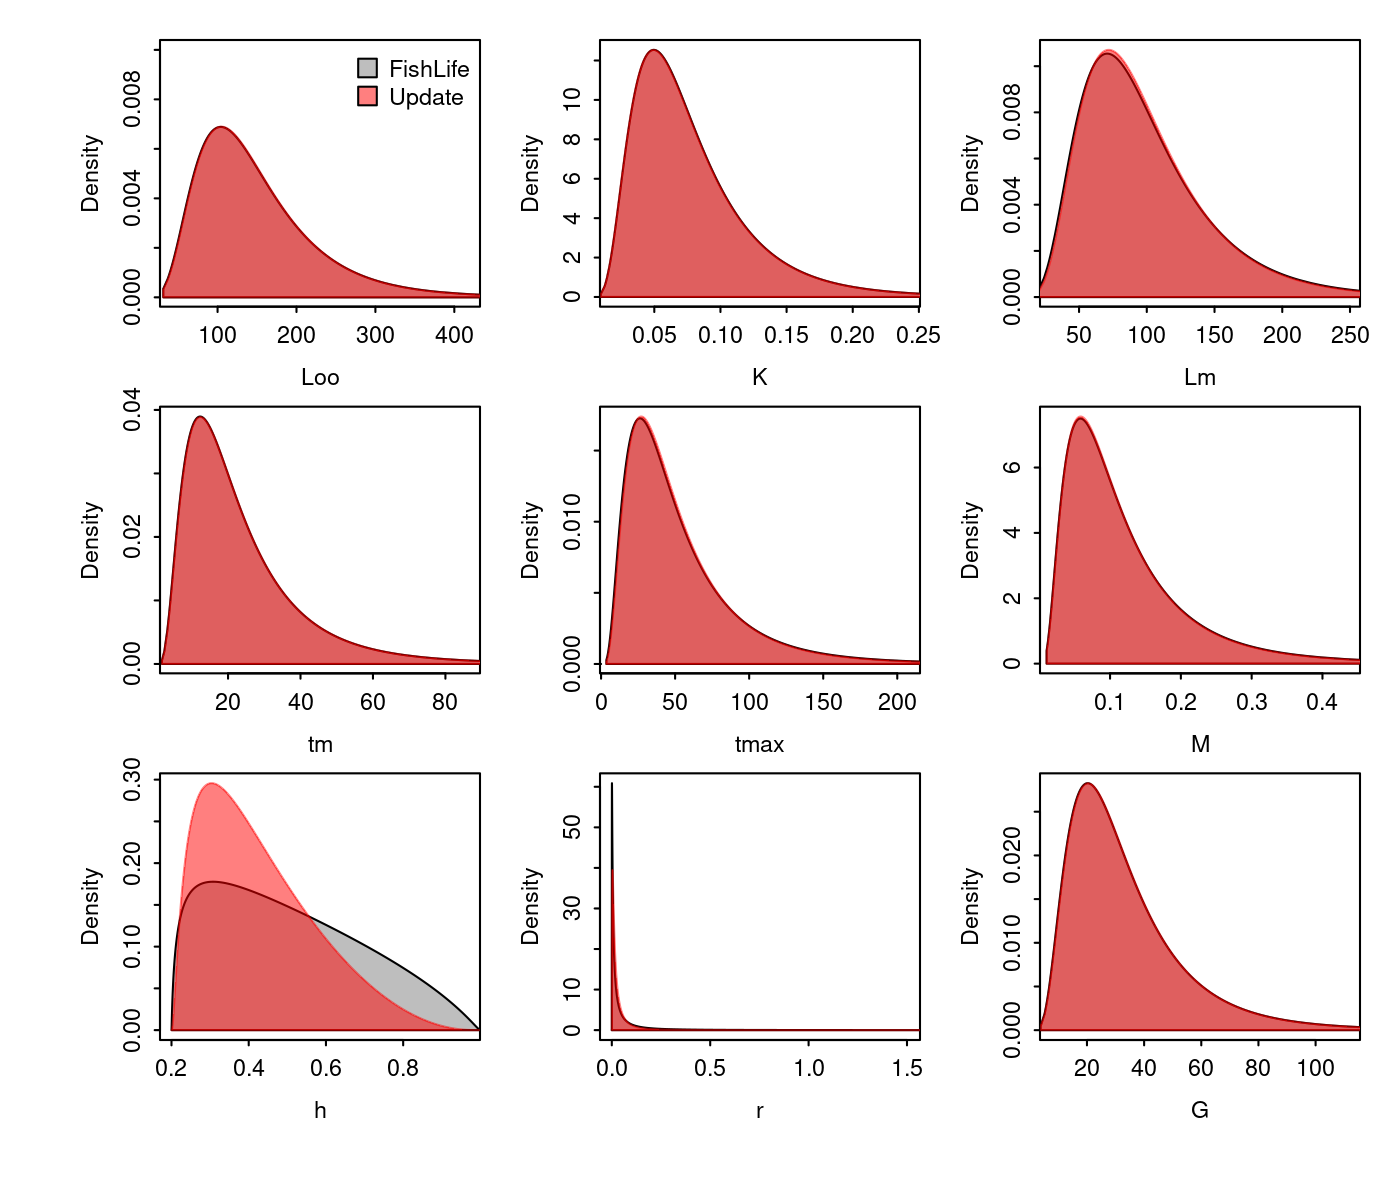 FishLife
Update
Density
0.000 0.004 0.008
100 200 300 400
Loo
Density
0 2 4 6 8 10
0.05 0.10 0.15 0.20 0.25
K
Density
0.000 0.004 0.008
50 100 150 200 250
Lm
Density
0.00 0.02 0.04
20 40 60 80
tm
Density
0.000 0.010
0 50 100 150 200
tmax
Density
0 2 4 6
0.1 0.2 0.3 0.4
M
Density
0.00 0.10 0.20 0.30
0.2 0.4 0.6 0.8
h
Density
0 10 30 50
0.0 0.5 1.0 1.5
r
Density
0.000 0.010 0.020
20 40 60 80 100
G